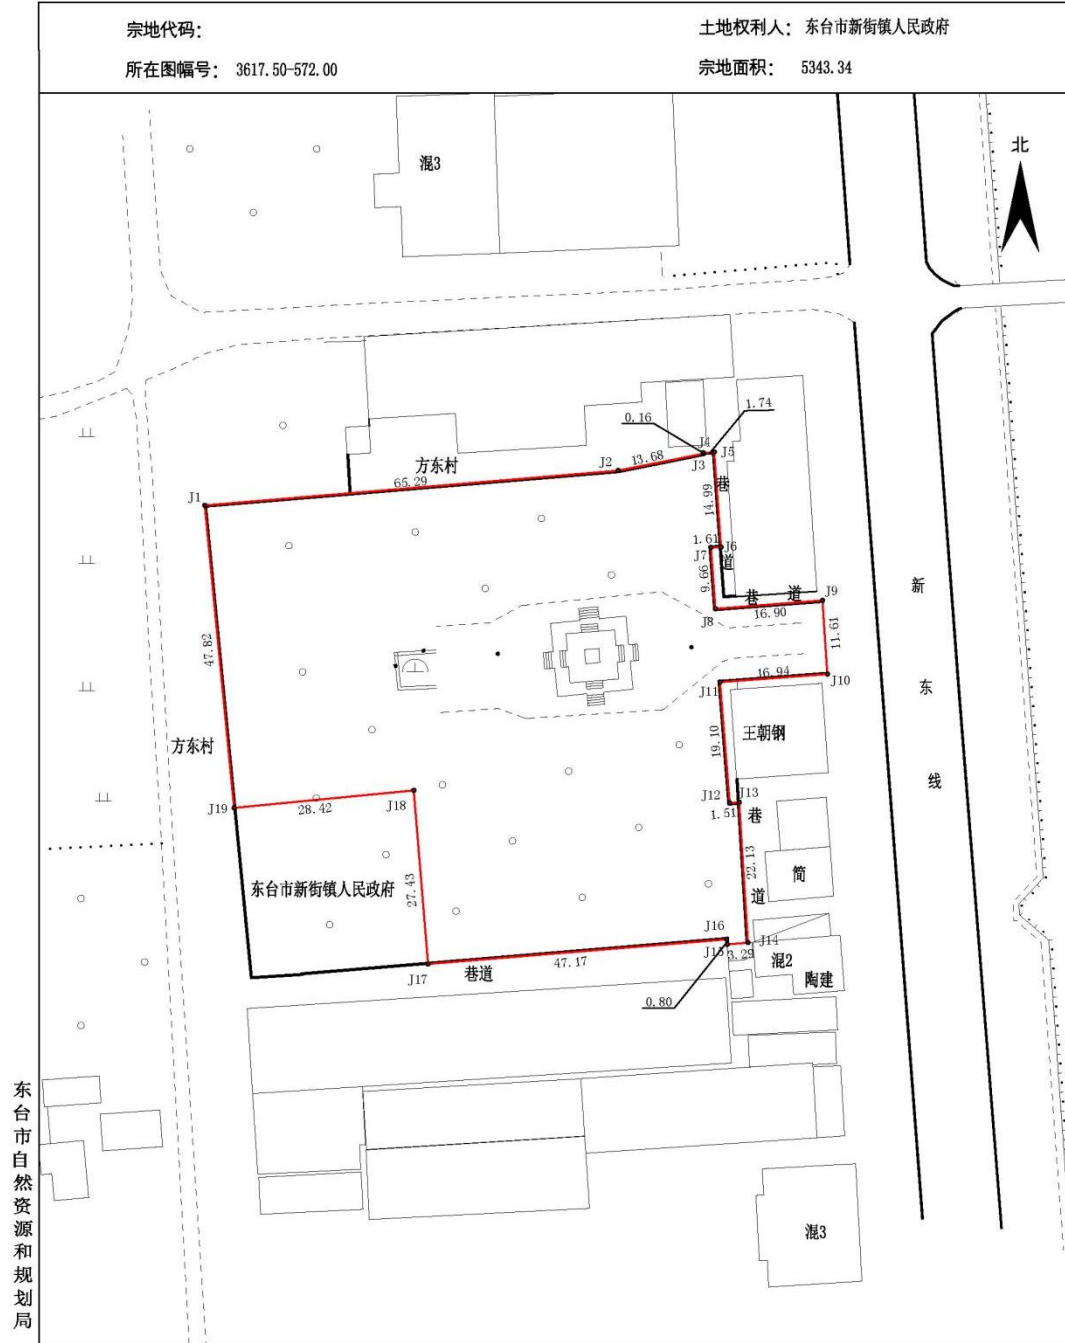 宗地代码：
土地权利人： 东台市新街镇人民政府
所在图幅号： 3617.50-572.00
宗地面积： 5343.34
北
混3
1.74
0.16
J4
J5
J3
13.68
J2
方东村
65.29
J1
巷
14.99
1.61
J6
J7
道
9.66
新
巷 道
J9
J8
16.90
11.61
47.82
16.94
J10
J11
东
王朝钢
19.10
方东村
线
J12
J13
1.51
巷
J18
J19
28.42
22.13
简
东台市新街镇人民政府
27.43
道
J16
J14
J15
3.29
47.17
混2
J17
巷道
陶建
0.80
混3
东台市自然资源和规划局